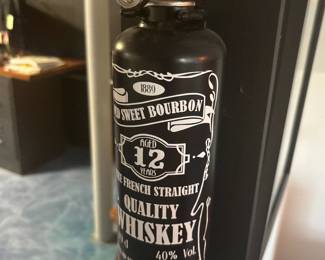 1889
SWEET BOURBON
AGED
12
YEARS
FRENCH STRAIGHT
QUALITY
WHISKEY
40% Vol.